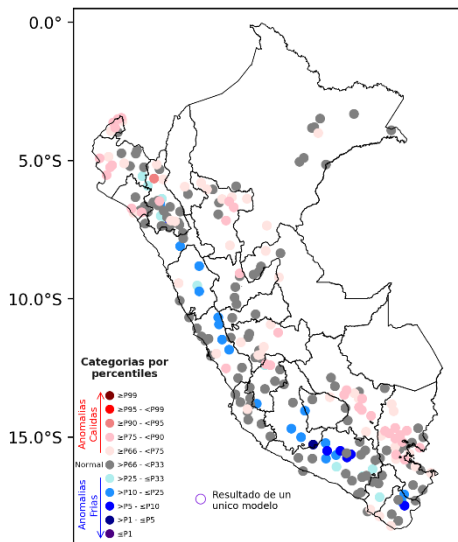 0.0°
5.0°S
10.0°S
15.0°S
Categorias por
percentiles
Anomalias
Calidas
≥P99
≥P95 - <P99
≥P90 - <P95
≥P75 - <P90
≥P66 - <P75
Normal
>P66 - <P33
Anomalias
Frias
>P25 - ≤P33
>P10 - ≤P25
>P5 - ≤P10
>P1 - ≤P5
≤P1
Resultado de un
unico modelo